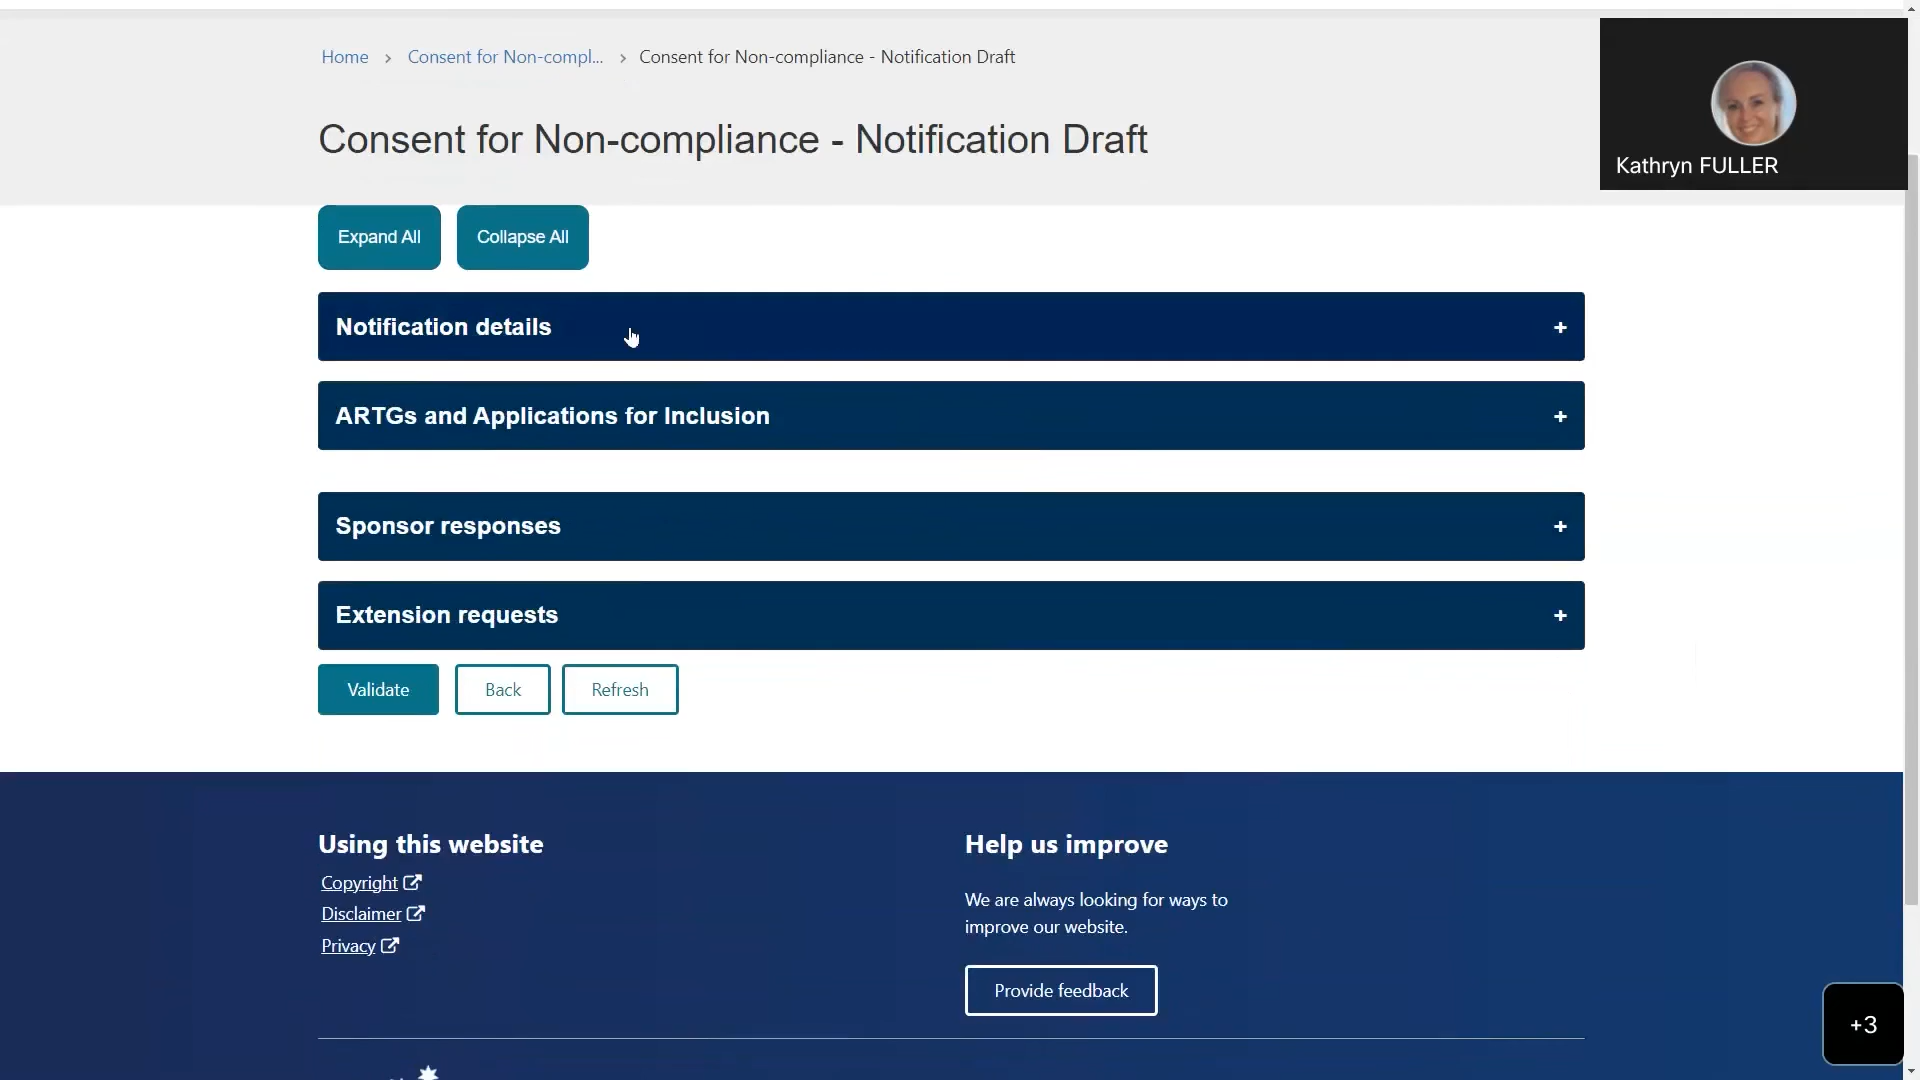 Home > Consent for Non-compl... > Consent for Non-compliance - Notification Draft
Consent for Non-compliance - Notification Draft
Kathryn FULLER
Expand All
Collapse All
Notification details +
ARTGs and Applications for Inclusion +
Sponsor responses +
Extension requests +
Validate
Back
Refresh
Using this website
Copyright
Disclaimer
Privacy
Help us improve
We are always looking for ways to
improve our website.
Provide feedback
+3